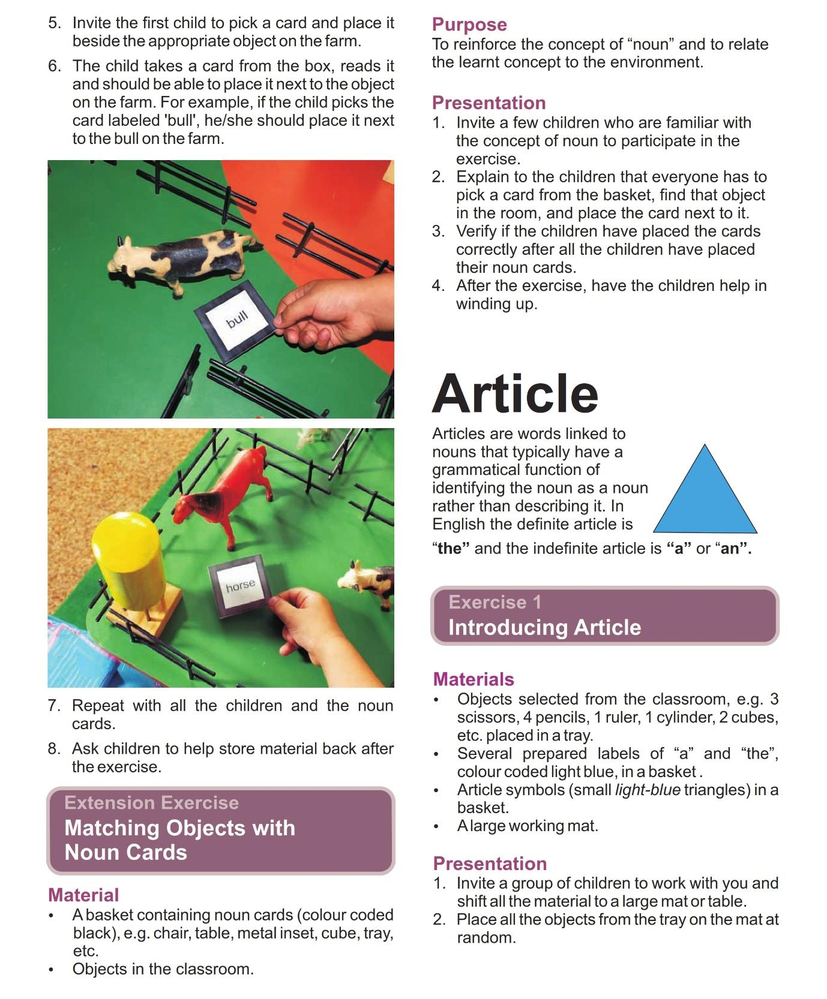 5. Invite the first child to pick a card and place it
beside the appropriate object on the farm.
6. The child takes a card from the box, reads it
and should be able to place it next to the object
on the farm. For example, if the child picks the
card labeled 'bull', he/she should place it next
to the bull on the farm.
bull
horse
7. Repeat with all the children and the noun
cards.
8. Ask children to help store material back after
the exercise.
Extension Exercise
Matching Objects with
Noun Cards
Material
• A basket containing noun cards (colour coded
black), e.g. chair, table, metal inset, cube, tray,
etc.
• Objects in the classroom.
Purpose
To reinforce the concept of “noun” and to relate
the learnt concept to the environment.
Presentation
1. Invite a few children who are familiar with
the concept of noun to participate in the
exercise.
2. Explain to the children that everyone has to
pick a card from the basket, find that object
in the room, and place the card next to it.
3. Verify if the children have placed the cards
correctly after all the children have placed
their noun cards.
4. After the exercise, have the children help in
winding up.
Article
Articles are words linked to
nouns that typically have a
grammatical function of
identifying the noun as a noun
rather than describing it. In
English the definite article is
“the” and the indefinite article is “a” or “an”.
Exercise 1
Introducing Article
Materials
• Objects selected from the classroom, e.g. 3
scissors, 4 pencils, 1 ruler, 1 cylinder, 2 cubes,
etc. placed in a tray.
• Several prepared labels of “a” and “the”,
colour coded light blue, in a basket .
• Article symbols (small light-blue triangles) in a
basket.
• A large working mat.
Presentation
1. Invite a group of children to work with you and
shift all the material to a large mat or table.
2. Place all the objects from the tray on the mat at
random.